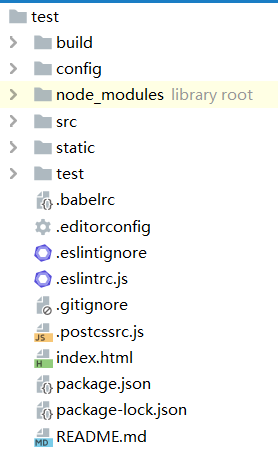 test
build
config
node_modules library root
src
static
test
.babelrc
.editorconfig
.eslintignore
.eslintrc.js
.gitignore
.postcssrc.js
index.html
package.json
package-lock.json
README.md